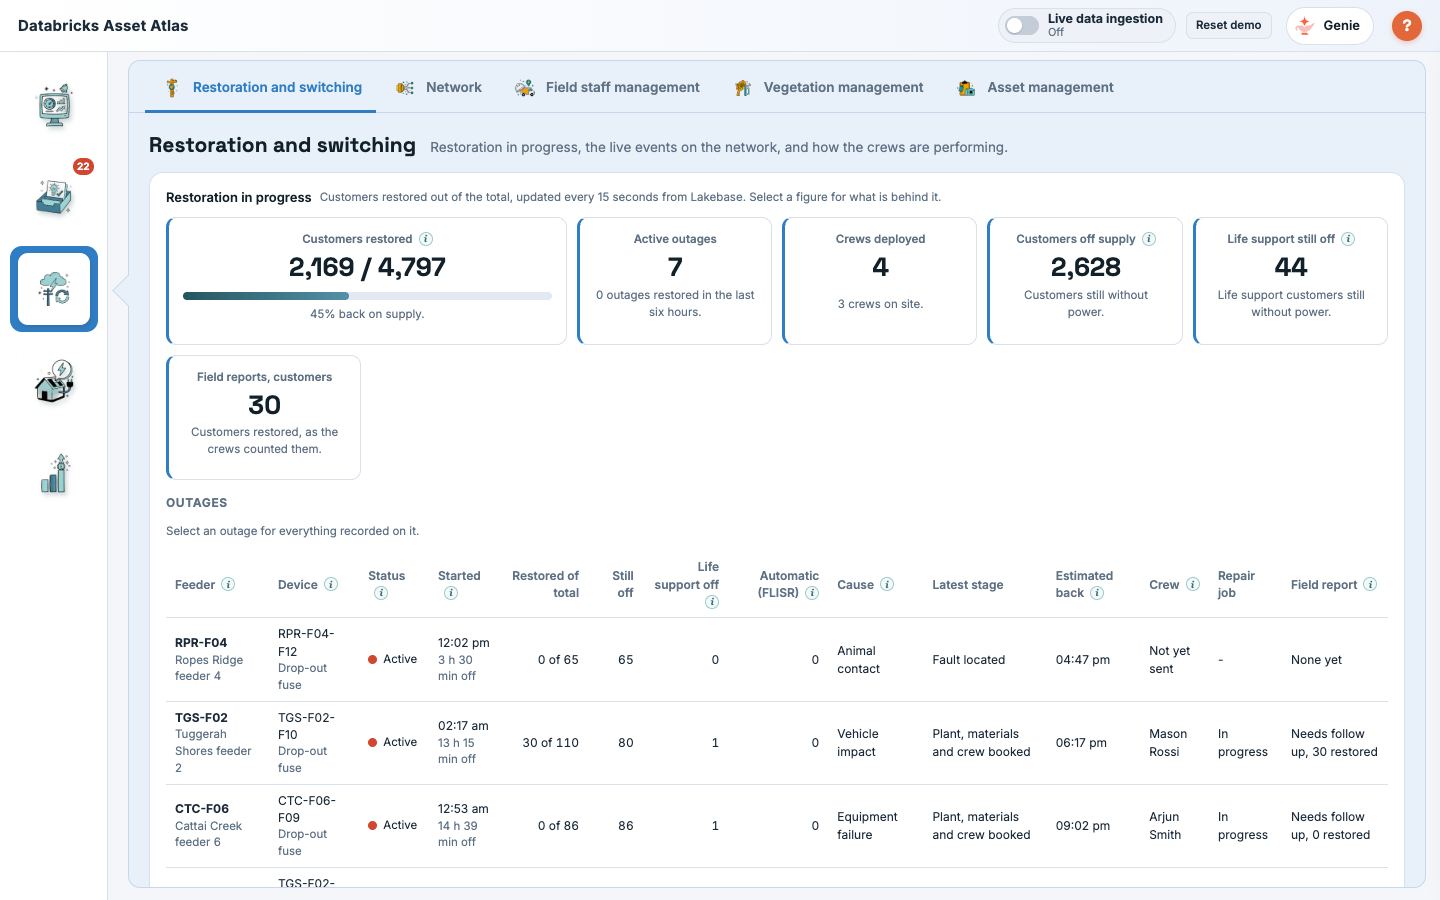 Databricks Asset Atlas
Live data ingestion
Off
Reset demo
Genie
?
22
Restoration and switching
Network
Field staff management
Vegetation management
Asset management
Restoration and switching
Restoration in progress, the live events on the network, and how the crews are performing.
Restoration in progress
Customers restored out of the total, updated every 15 seconds from Lakebase. Select a figure for what is behind it.
Customers restored i
2,169 / 4,797
45% back on supply.
Active outages
7
0 outages restored in the last
six hours.
Crews deployed
4
3 crews on site.
Customers off supply i
2,628
Customers still without
power.
Life support still off i
44
Life support customers still
without power.
Field reports, customers
30
Customers restored, as the
crews counted them.
OUTAGES
Select an outage for everything recorded on it.
Feeder i
Device i
Status
i
Started
i
Restored of
total
Still
off
Life
support off
i
Automatic
(FLISR) i
Cause i
Latest stage
Estimated
back i
Crew i
Repair
job
Field report i
RPR-F04
Ropes Ridge
feeder 4
RPR-F04-
F12
Drop-out
fuse
Active
12:02 pm
3 h 30
min off
0 of 65
65
0
0
Animal
contact
Fault located
04:47 pm
Not yet
sent
-
None yet
TGS-F02
Tuggerah
Shores feeder
2
TGS-F02-
F10
Drop-out
fuse
Active
02:17 am
13 h 15
min off
30 of 110
80
1
0
Vehicle
impact
Plant, materials
and crew booked
06:17 pm
Mason
Rossi
In
progress
Needs follow
up, 30 restored
CTC-F06
Cattai Creek
feeder 6
CTC-F06-
F09
Drop-out
fuse
Active
12:53 am
14 h 39
min off
0 of 86
86
1
0
Equipment
failure
Plant, materials
and crew booked
09:02 pm
Arjun
Smith
In
progress
Needs follow
up, 0 restored
TGS-F02-